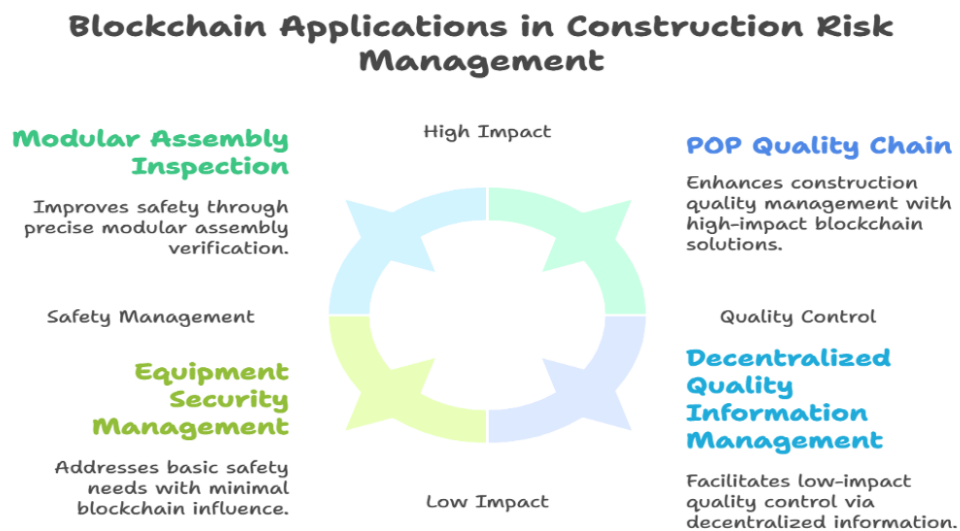 Blockchain Applications in Construction Risk
Management
High Impact
Modular Assembly
Inspection
Improves safety through
precise modular assembly
verification.
POP Quality Chain
Enhances construction
quality management with
high-impact blockchain
solutions.
Safety Management
Quality Control
Equipment
Security
Management
Addresses basic safety
needs with minimal
blockchain influence.
Decentralized
Quality
Information
Management
Facilitates low-impact
quality control via
decentralized information.
Low Impact